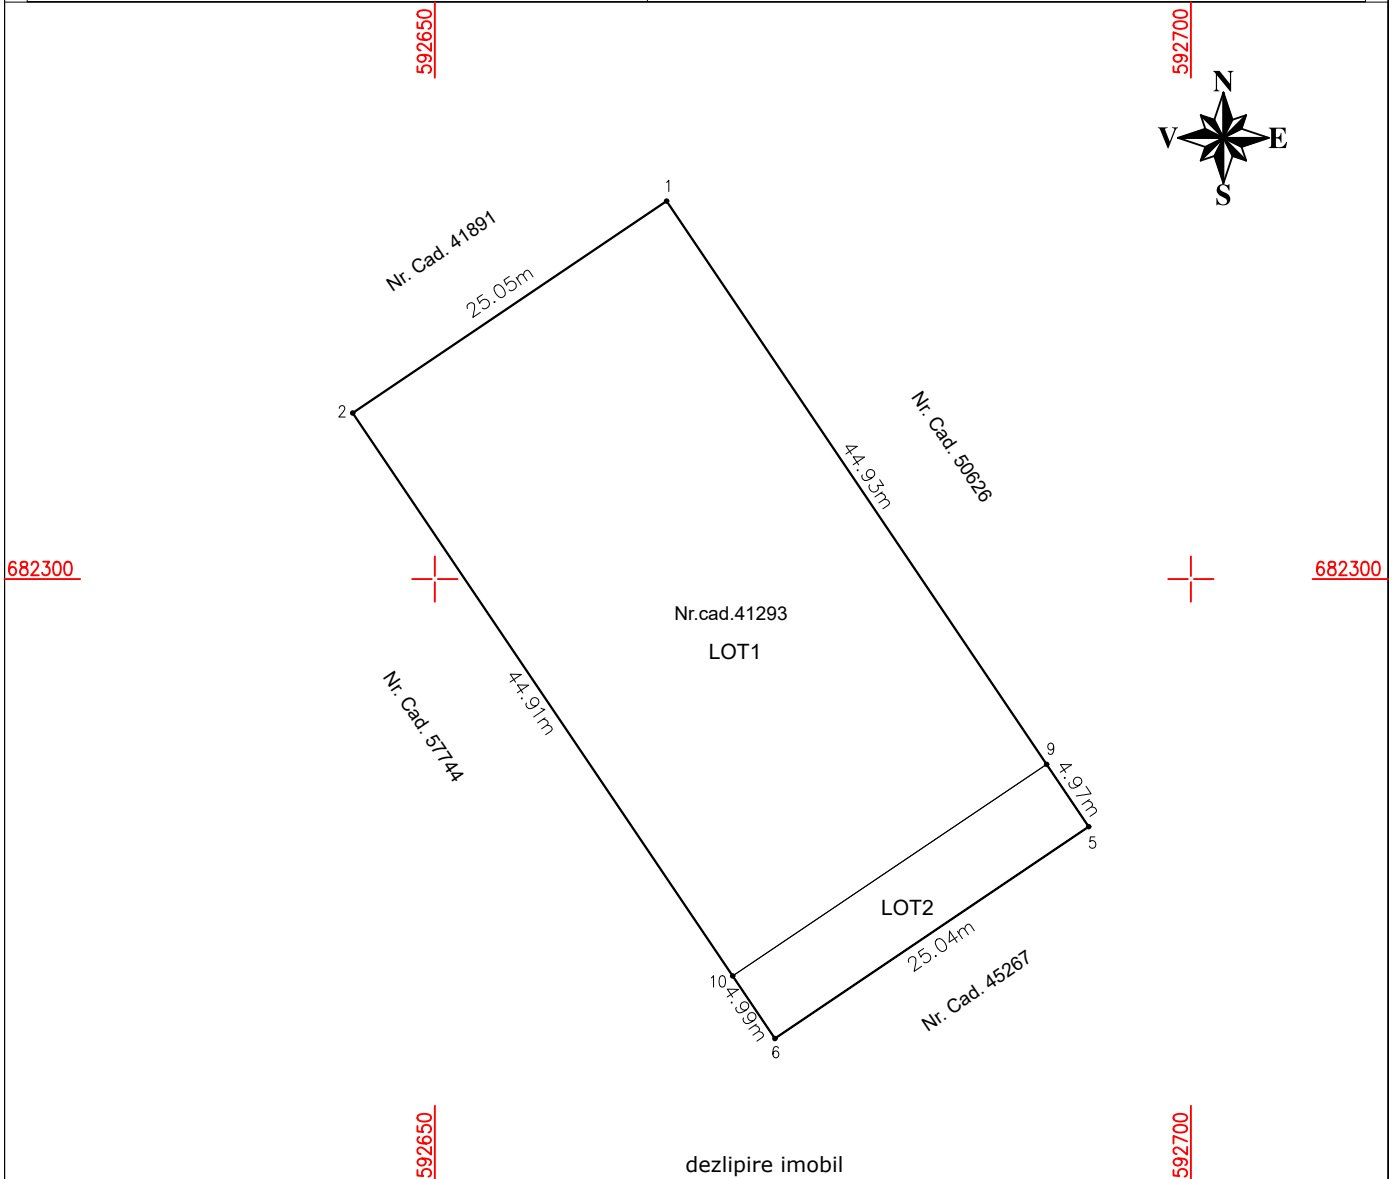 592650
592700
N
V
E
S
1
Nr. Cad. 41891
25.05m
2
Nr. Cad. 50626
44.93m
682300
682300
Nr.cad.41293
LOT1
Nr. Cad. 57744
44.91m
9
4.97m
5
LOT2
25.04m
Nr. Cad. 45267
10
4.99m
6
592650
592700
dezlipire imobil